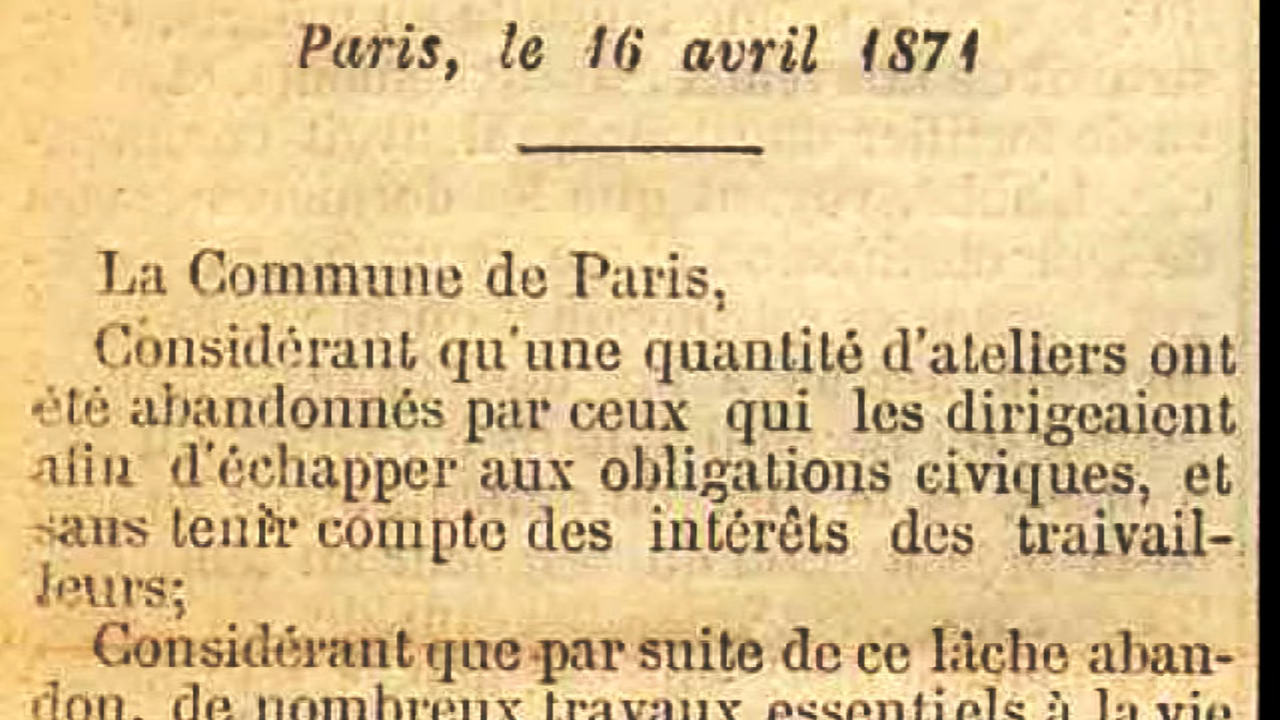 Paris, le 16 avril 1871
La Commune de Paris,
Considérant qu'une quantité d'ateliers ont
été abandonnés par ceux qui les dirigeaient
afin d'échapper aux obligations civiques, et
sans tenir compte des intérêts des traivail-
leurs;
Considérant que par suite de ce lâche aban-
don, de nombreux travaux essentiels à la vie